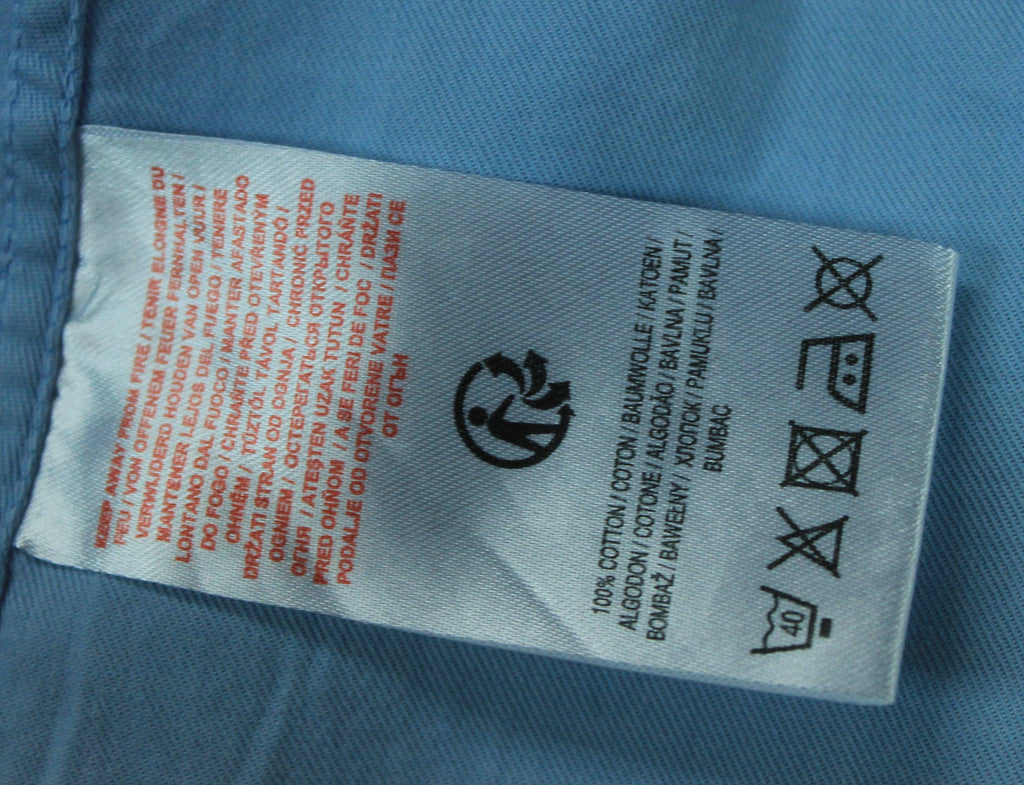 KEEP AWAY FROM FIRE / TENIR ELOIGNE DU
FEU / VON OFFENEM FEUER FERNHALTEN /
VERWIJDERD HOUDEN VAN OPEN VUUR /
MANTENER LEJOS DEL FUEGO / TENERE
LONTANO DAL FUOCO / MANTER AFASTADO
DO FOGO / CHRAŇTE PŘED OTEVŘENÝM
OHNĚM / TŰZTŐL TÁVOL TARTANDÓ /
DRŽATI STRAN OD OGNJA / CHRONIĆ PRZED
OGNIEM / ОСТЕРЕГАТЬСЯ ОТКРЫТОГО
ОГНЯ / ATEŞTEN UZAK TUTUN / CHRÁŇTE
PRED OHŇOM / A SE FERI DE FOC / DRŽATI
PODALJE OD OTVORENE VATRE / ПАЗИ СЕ
ОТ ОГЪН
100% COTTON / COTON / BAUMWOLLE / KATOEN
ALGODON / COTONE / ALGODÃO / BAVLNA / PAMUT /
BOMBAŽ / BAWEŁNY / ХЛОПОК / PAMUKLU / BAVLNA /
BUMBAC
40